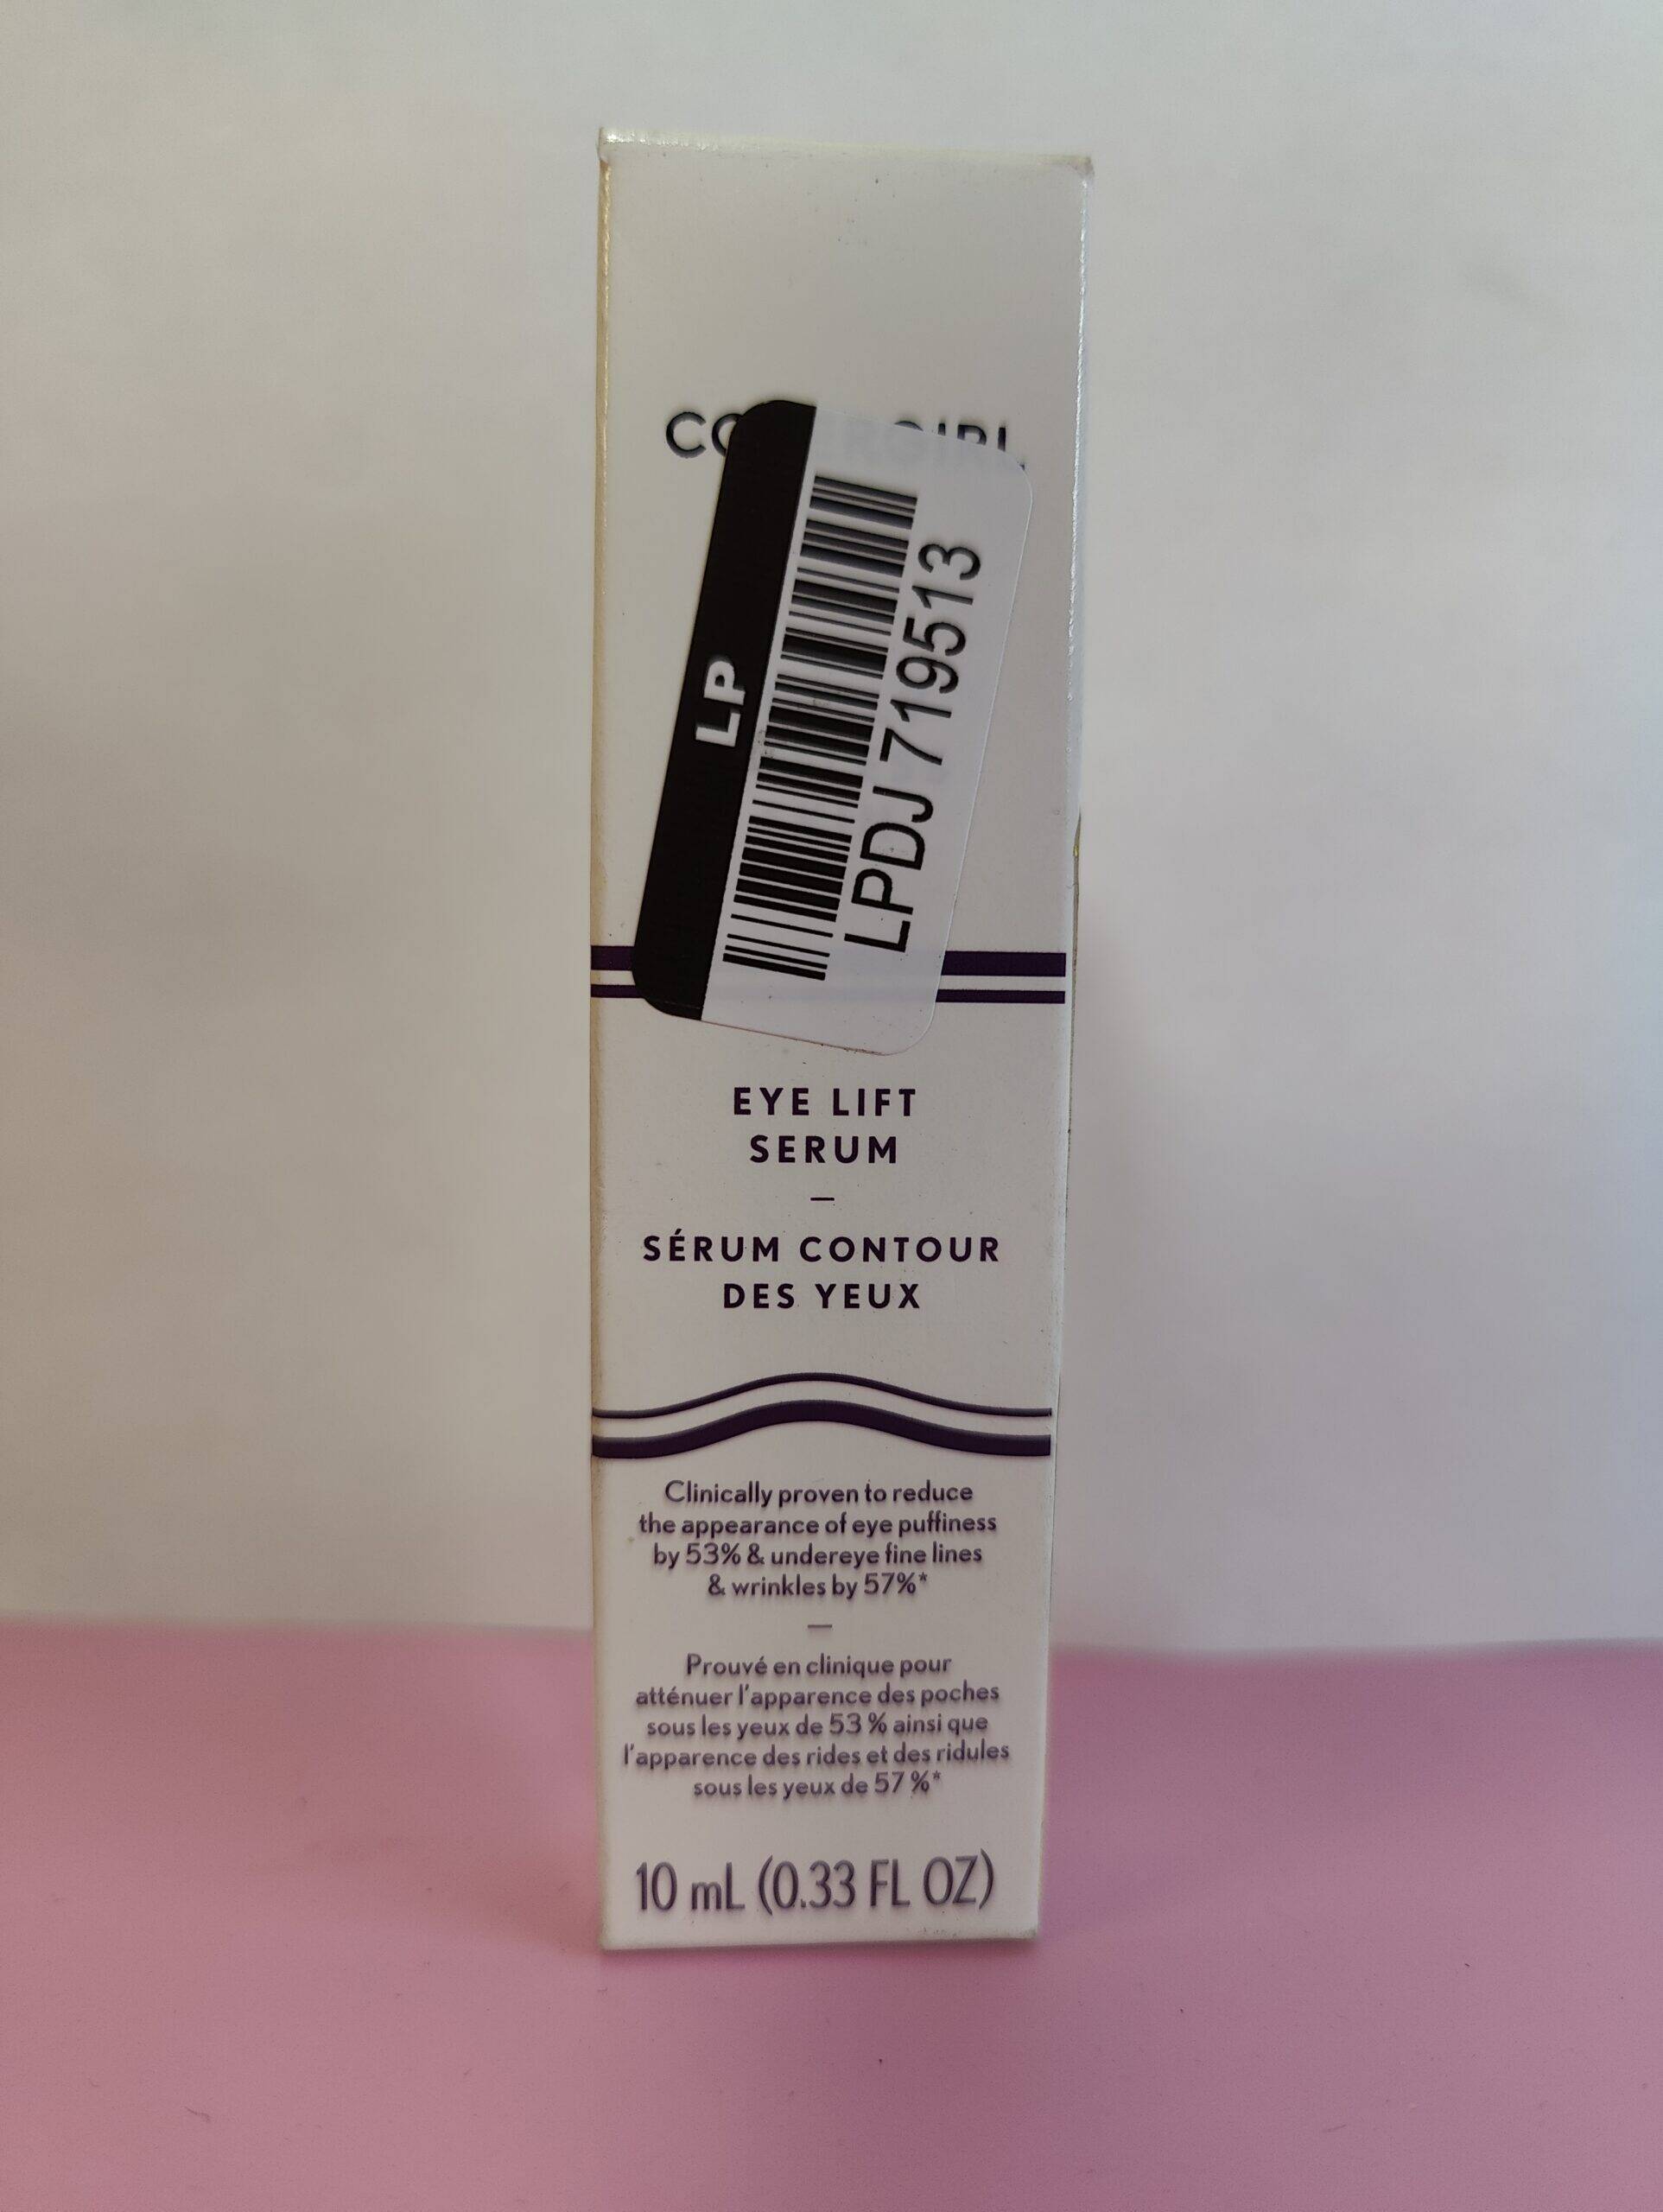 LP
LPDJ 719513
EYE LIFT
SERUM
—
SÉRUM CONTOUR
DES YEUX
Clinically proven to reduce
the appearance of eye puffiness
by 53% & undereye fine lines
& wrinkles by 57%*
—
Prouvé en clinique pour
atténuer l'apparence des poches
sous les yeux de 53 % ainsi que
l'apparence des rides et des ridules
sous les yeux de 57 %*
10 mL (0.33 FL OZ)